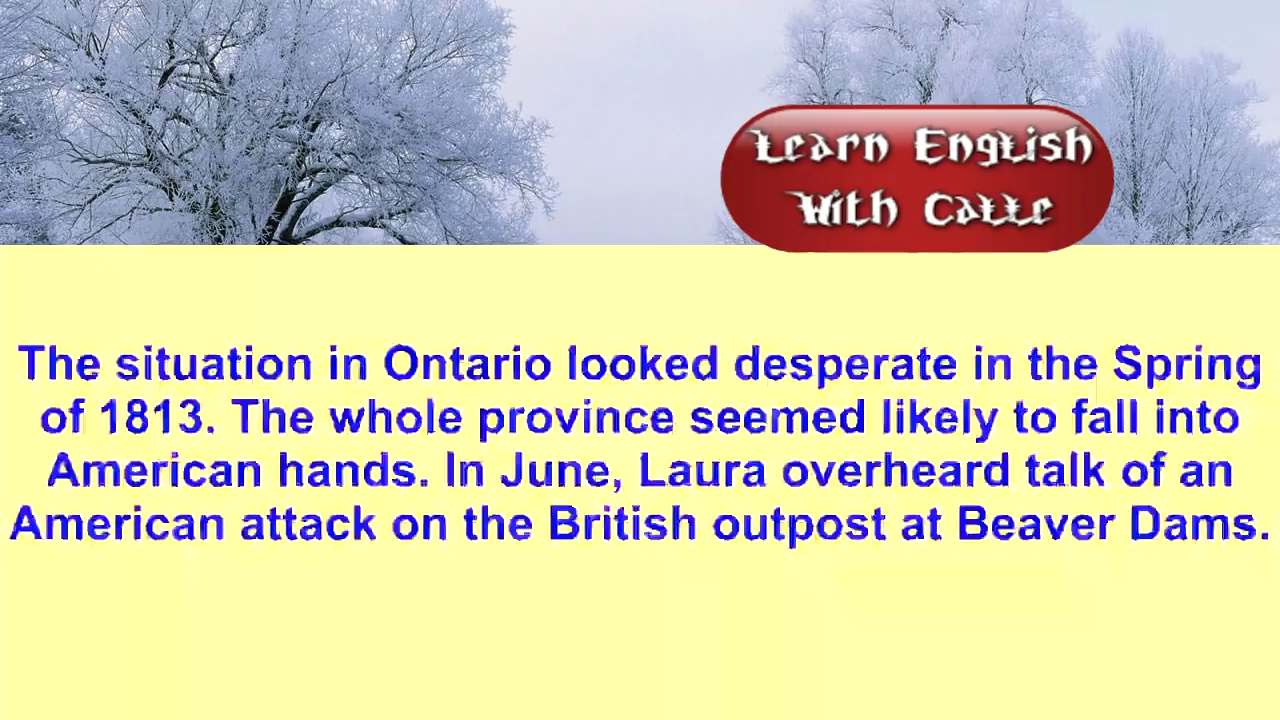 Learn English
With Catte
The situation in Ontario looked desperate in the Spring
of 1813. The whole province seemed likely to fall into
American hands. In June, Laura overheard talk of an
American attack on the British outpost at Beaver Dams.